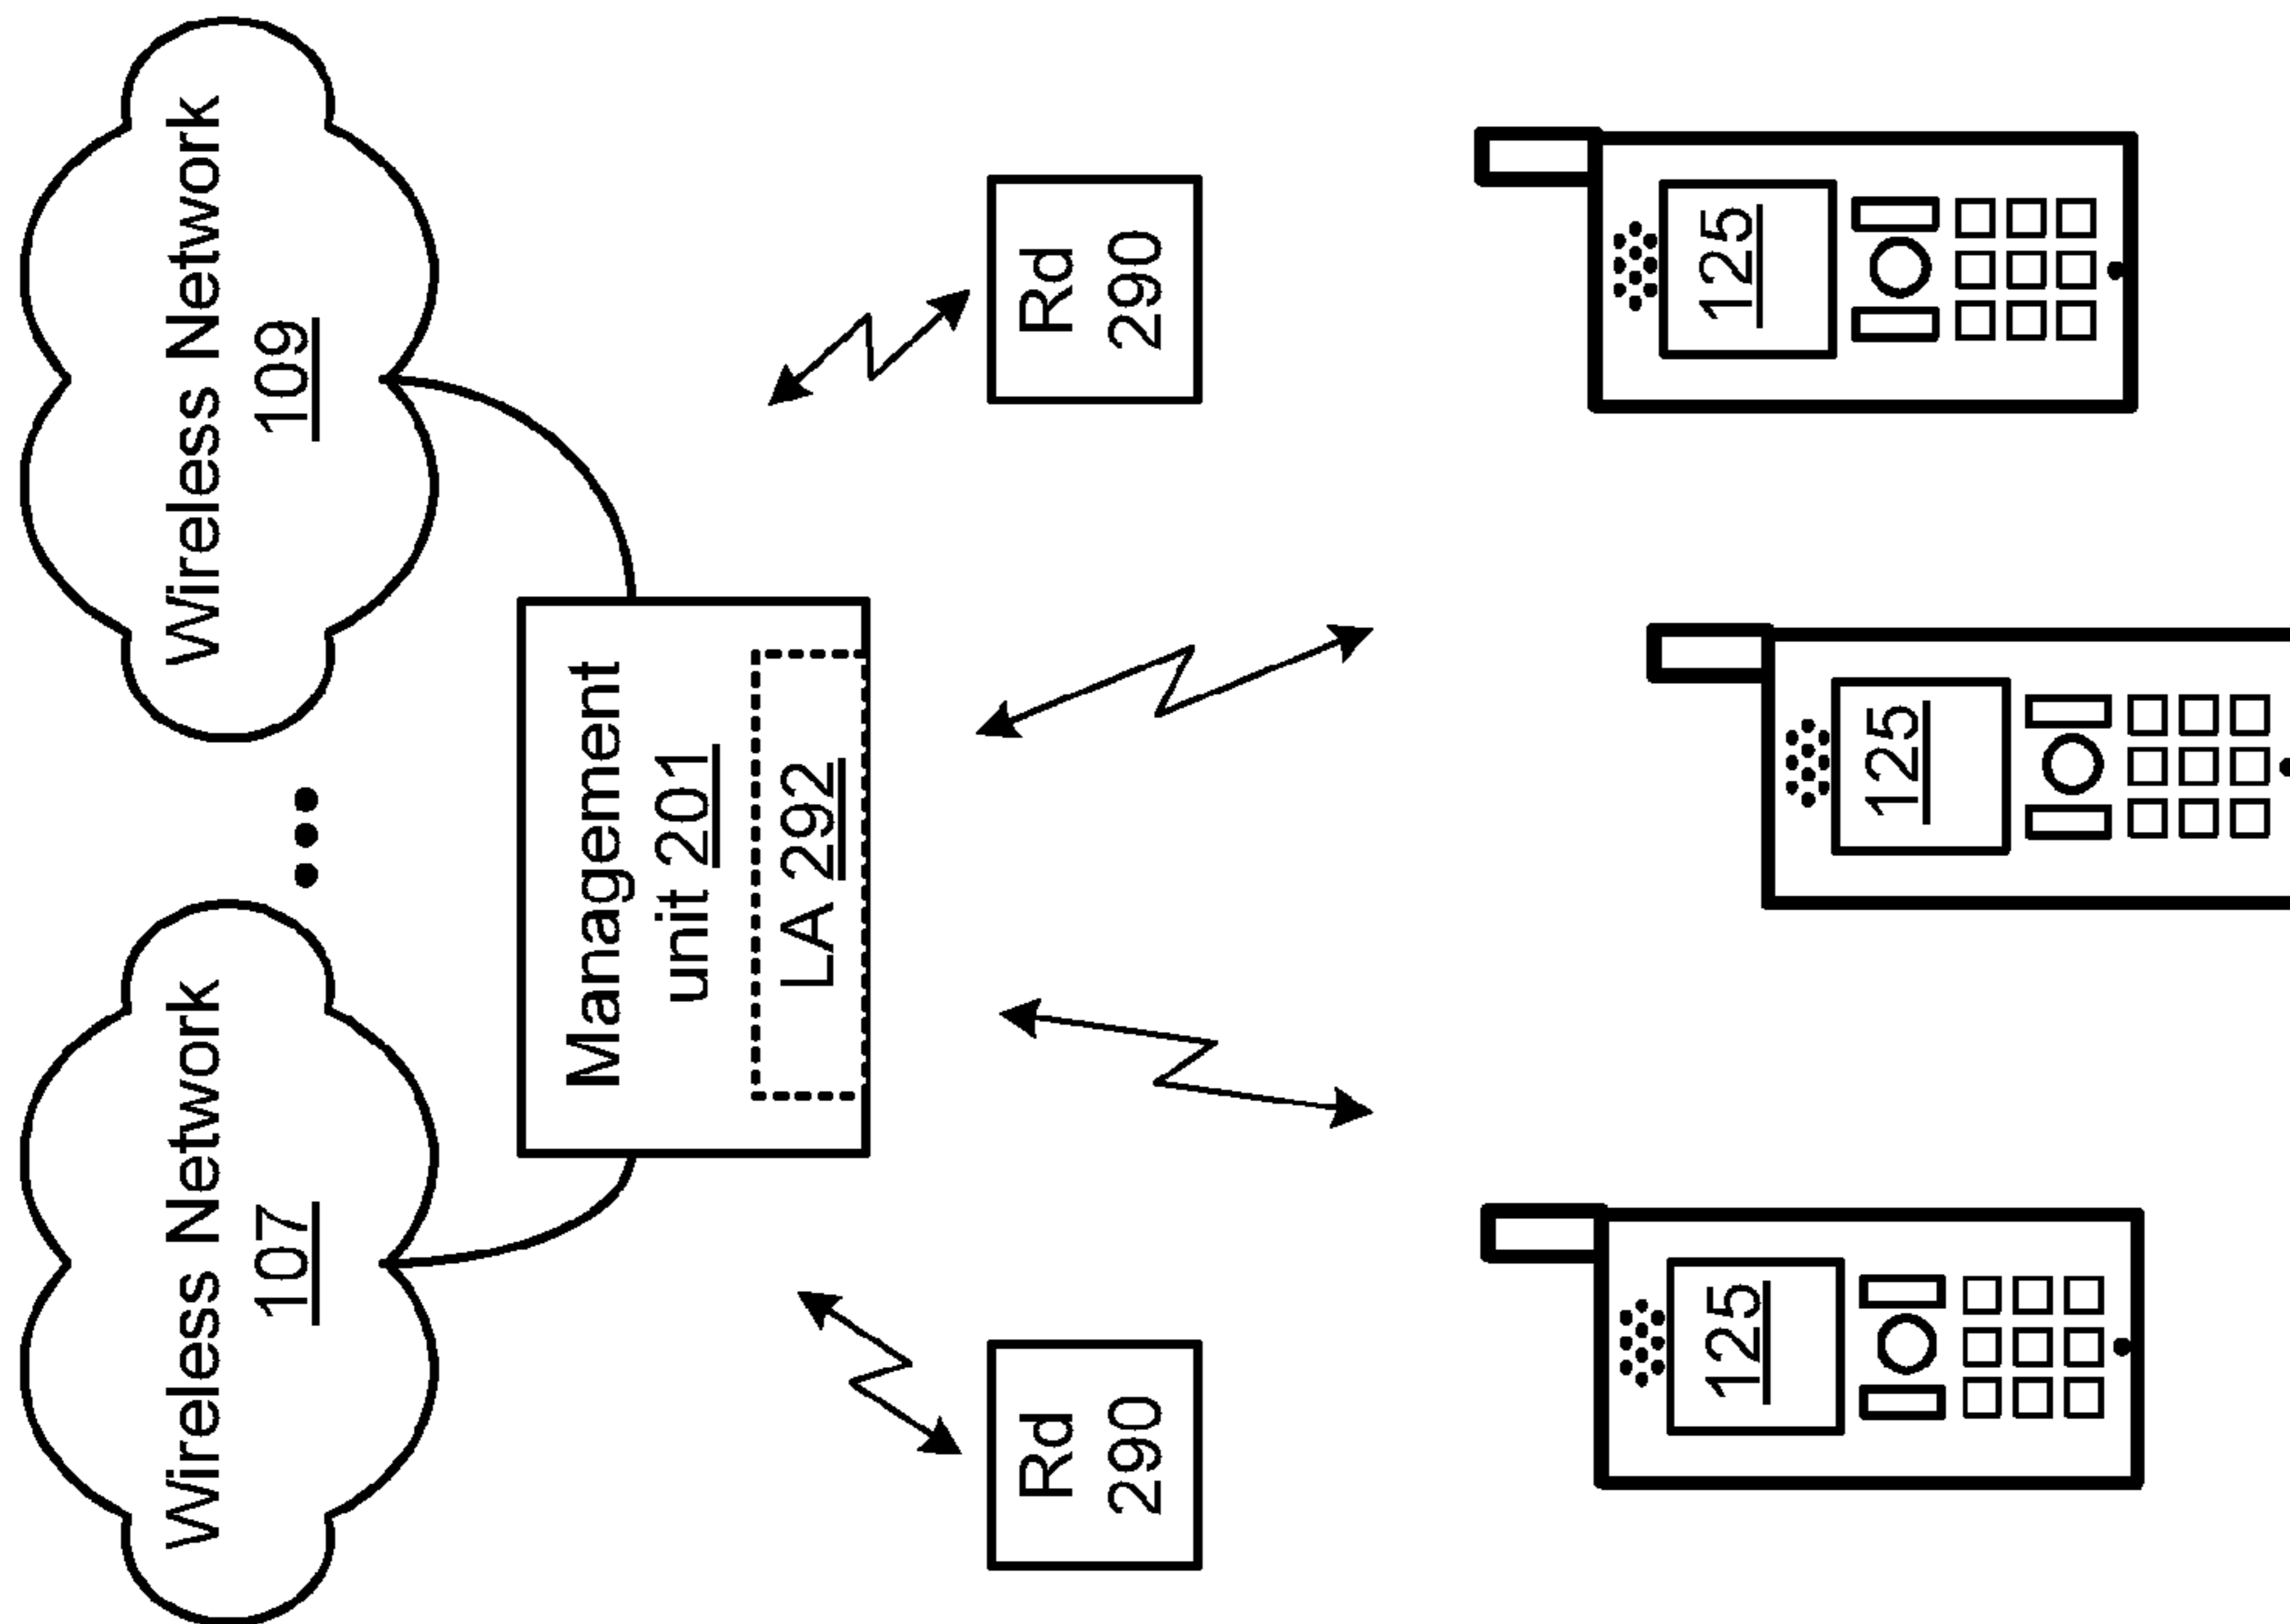 Wireless Network
107
Wireless Network
109
Management
unit 201
LA 292
Rd
290
Rd
290
125
125
125